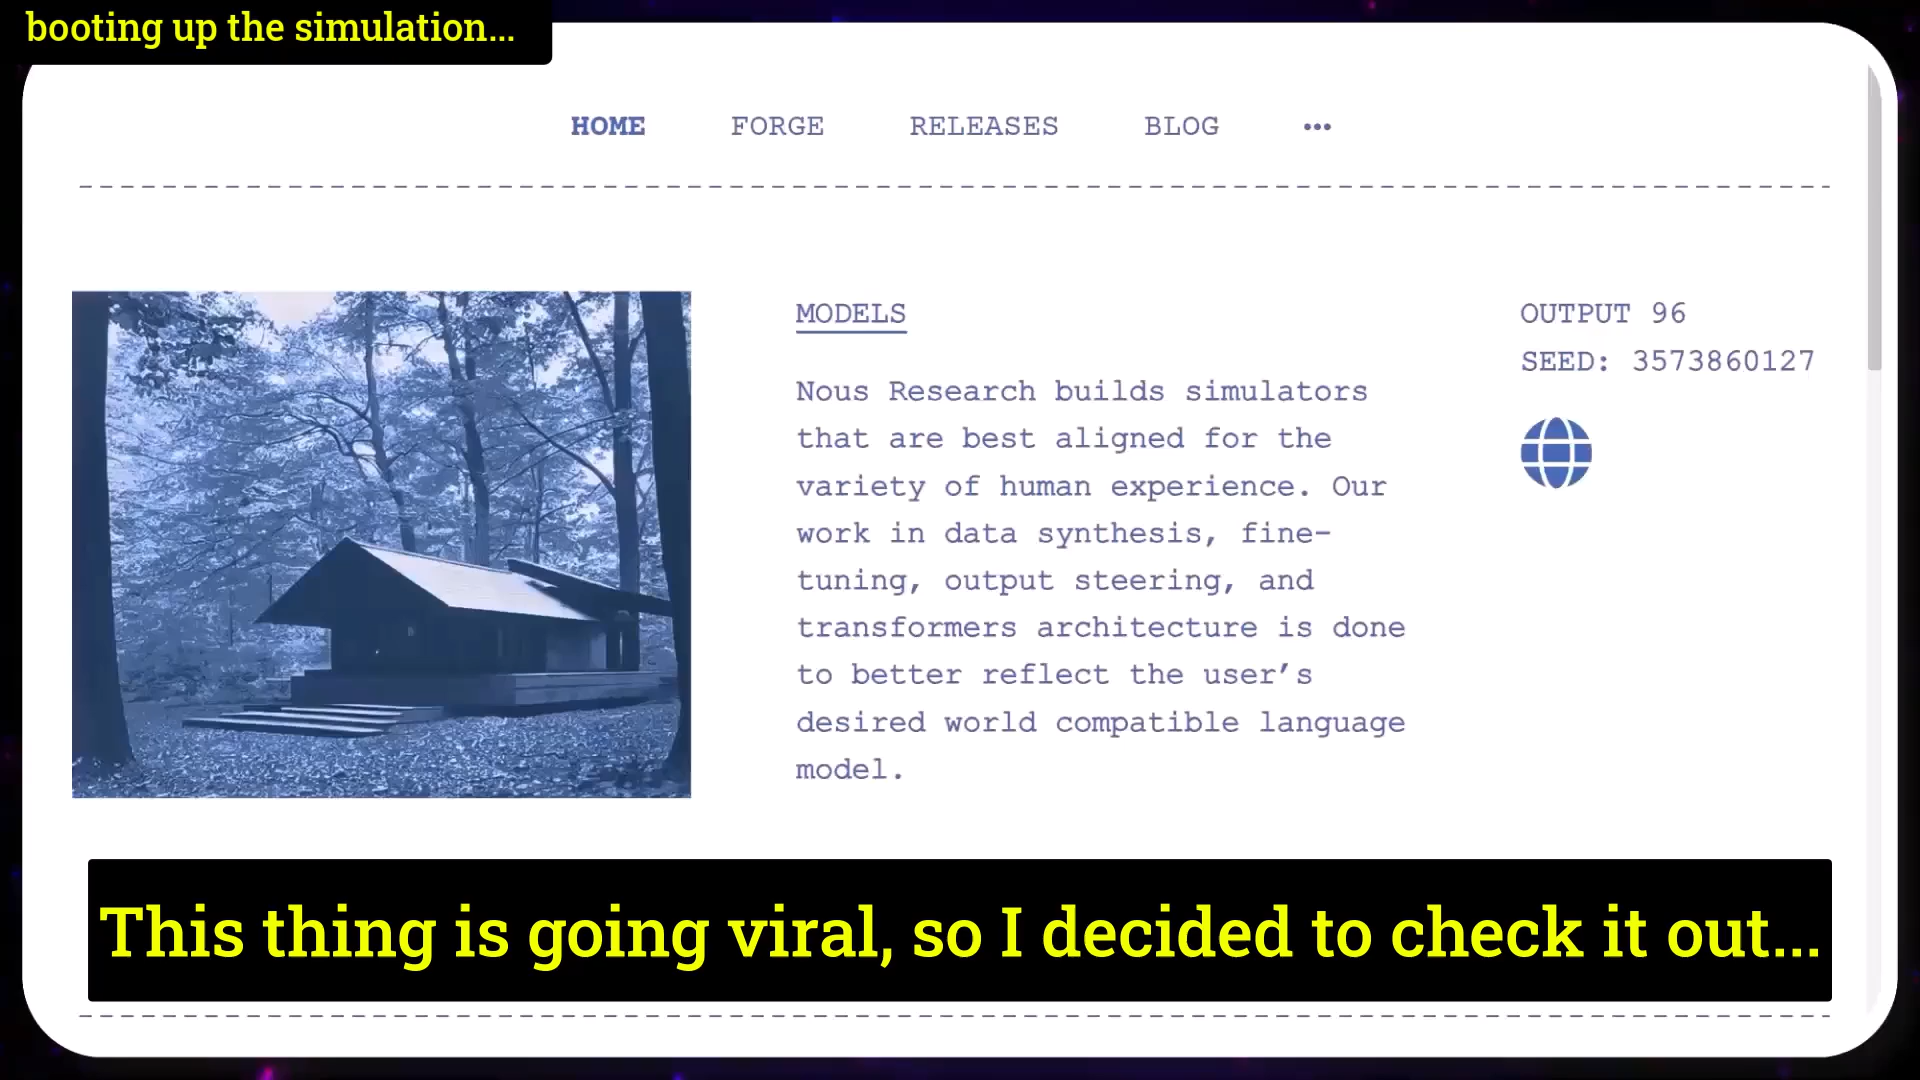 booting up the simulation...
HOME FORGE RELEASES BLOG •••
MODELS
Nous Research builds simulators
that are best aligned for the
variety of human experience. Our
work in data synthesis, fine-
tuning, output steering, and
transformers architecture is done
to better reflect the user’s
desired world compatible language
model.
OUTPUT 96
SEED: 3573860127
This thing is going viral, so I decided to check it out...